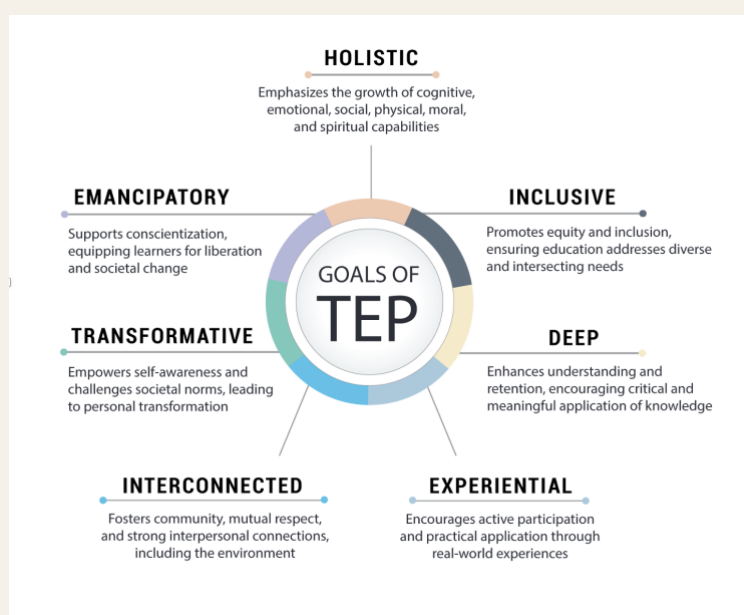 HOLISTIC
Emphasizes the growth of cognitive,
emotional, social, physical, moral,
and spiritual capabilities
EMANCIPATORY
Supports conscientization,
equipping learners for liberation
and societal change
INCLUSIVE
Promotes equity and inclusion,
ensuring education addresses diverse
and intersecting needs
GOALS OF
TEP
TRANSFORMATIVE
Empowers self-awareness and
challenges societal norms, leading
to personal transformation
DEEP
Enhances understanding and
retention, encouraging critical and
meaningful application of knowledge
INTERCONNECTED
Fosters community, mutual respect,
and strong interpersonal connections,
including the environment
EXPERIENTIAL
Encourages active participation
and practical application through
real-world experiences